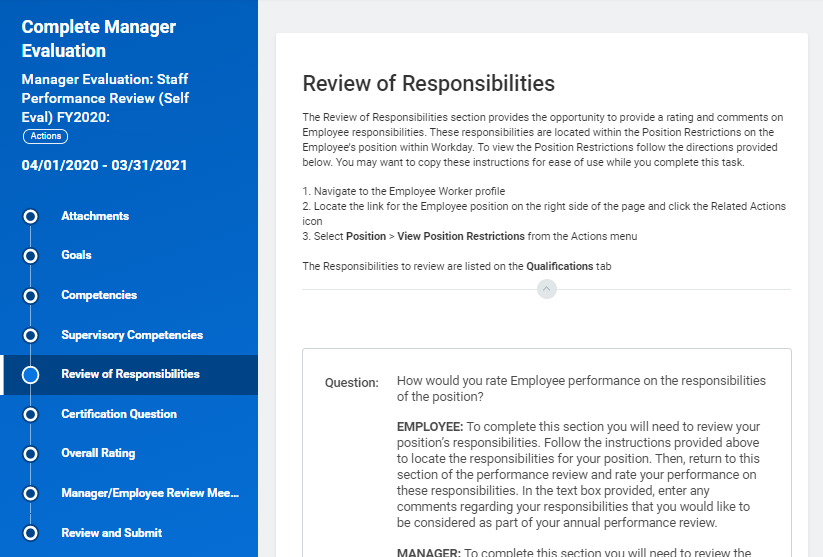 Complete Manager
Evaluation
Manager Evaluation: Staff
Performance Review (Self
Eval) FY2020:
Actions
04/01/2020 - 03/31/2021
Attachments
Goals
Competencies
Supervisory Competencies
Review of Responsibilities
Certification Question
Overall Rating
Manager/Employee Review Mee...
Review and Submit
Review of Responsibilities
The Review of Responsibilities section provides the opportunity to provide a rating and comments on
Employee responsibilities. These responsibilities are located within the Position Restrictions on the
Employee's position within Workday. To view the Position Restrictions follow the directions provided
below. You may want to copy these instructions for ease of use while you complete this task.
1. Navigate to the Employee Worker profile
2. Locate the link for the Employee position on the right side of the page and click the Related Actions
icon
3. Select Position > View Position Restrictions from the Actions menu
The Responsibilities to review are listed on the Qualifications tab
Question:
How would you rate Employee performance on the responsibilities
of the position?
EMPLOYEE: To complete this section you will need to review your
position's responsibilities. Follow the instructions provided above
to locate the responsibilities for your position. Then, return to this
section of the performance review and rate your performance on
these responsibilities. In the text box provided, enter any
comments regarding your responsibilities that you would like to
be considered as part of your annual performance review.
MANAGER: To complete this section you will need to review the